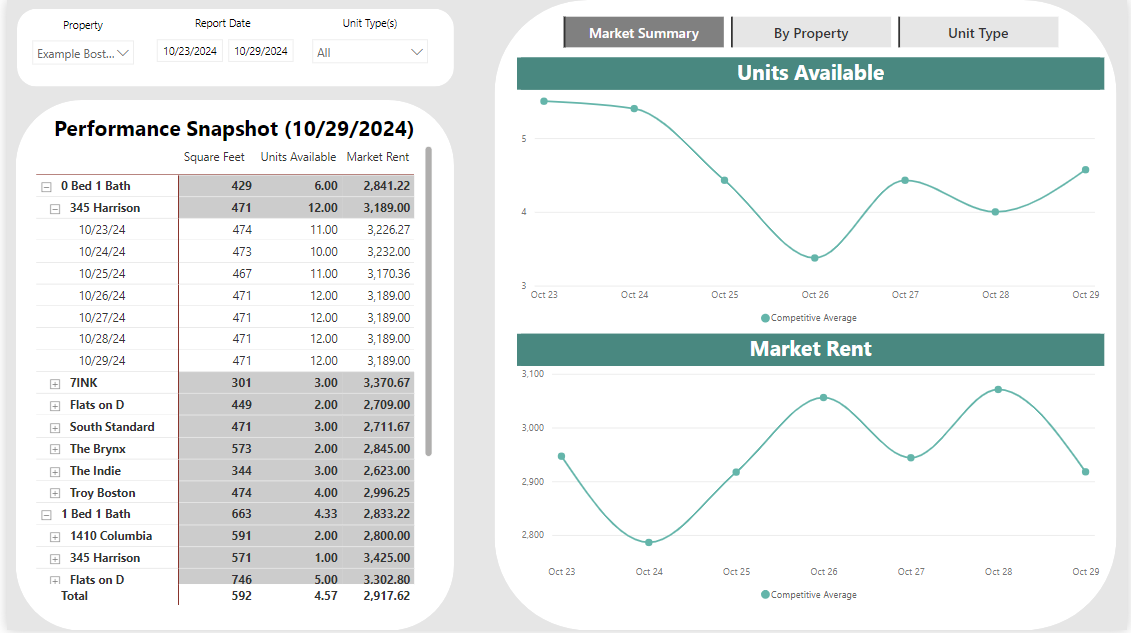 Property
Report Date
Unit Type(s)
Example Bost...
10/23/2024
10/29/2024
All
Performance Snapshot (10/29/2024)
Square Feet Units Available Market Rent
0 Bed 1 Bath 429 6.00 2,841.22
345 Harrison 471 12.00 3,189.00
10/23/24 474 11.00 3,226.27
10/24/24 473 10.00 3,232.00
10/25/24 467 11.00 3,170.36
10/26/24 471 12.00 3,189.00
10/27/24 471 12.00 3,189.00
10/28/24 471 12.00 3,189.00
10/29/24 471 12.00 3,189.00
7INK 301 3.00 3,370.67
Flats on D 449 2.00 2,709.00
South Standard 471 3.00 2,711.67
The Brynx 573 2.00 2,845.00
The Indie 344 3.00 2,623.00
Troy Boston 474 4.00 2,996.25
1 Bed 1 Bath 663 4.33 2,833.22
1410 Columbia 591 2.00 2,800.00
345 Harrison 571 1.00 3,425.00
Flats on D 746 5.00 3,302.80
Total 592 4.57 2,917.62
Market Summary
By Property
Unit Type
Units Available
5
4
3
Oct 23 Oct 24 Oct 25 Oct 26 Oct 27 Oct 28 Oct 29
Competitive Average
Market Rent
3,100
3,000
2,900
2,800
Oct 23 Oct 24 Oct 25 Oct 26 Oct 27 Oct 28 Oct 29
Competitive Average